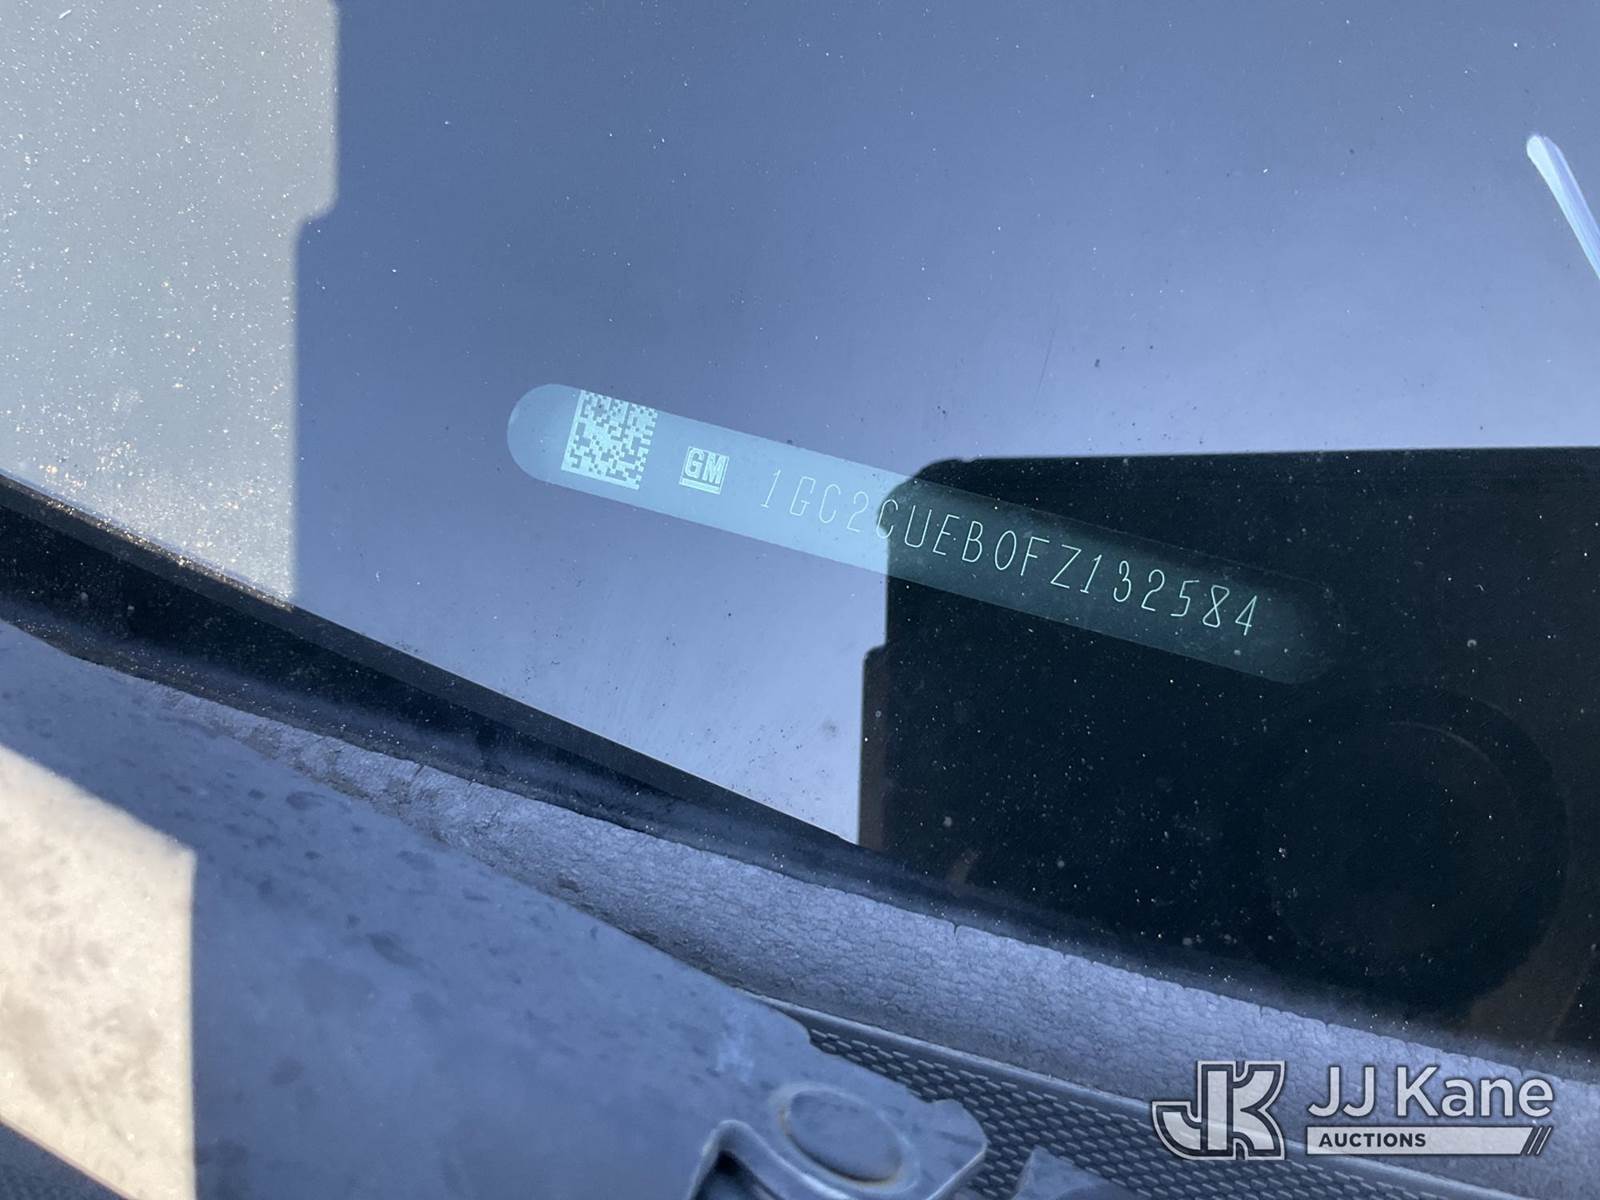 GM 1GC2CUEB0FZ132584
JJ Kane
AUCTIONS